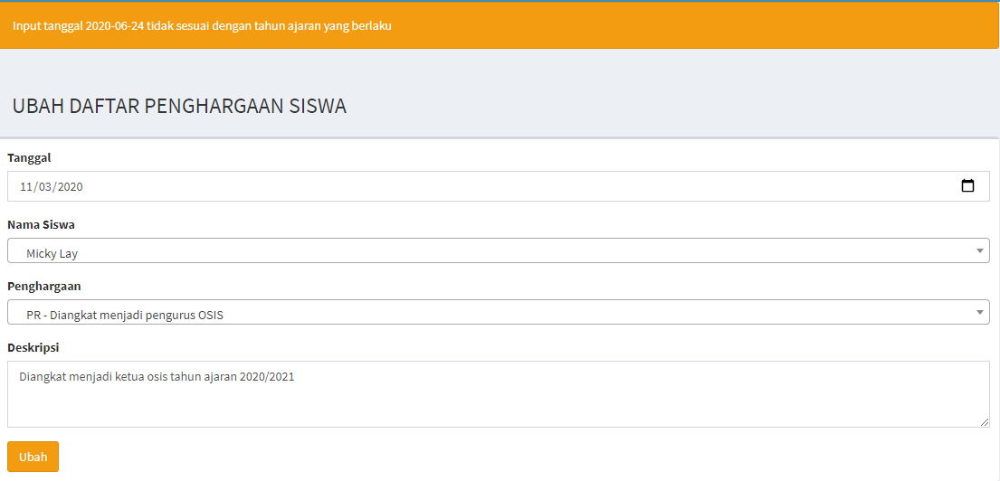 Input tanggal 2020-06-24 tidak sesuai dengan tahun ajaran yang berlaku
UBAH DAFTAR PENGHARGAAN SISWA
Tanggal
11/03/2020
Nama Siswa
Micky Lay
Penghargaan
PR - Diangkat menjadi pengurus OSIS
Deskripsi
Diangkat menjadi ketua osis tahun ajaran 2020/2021
Ubah